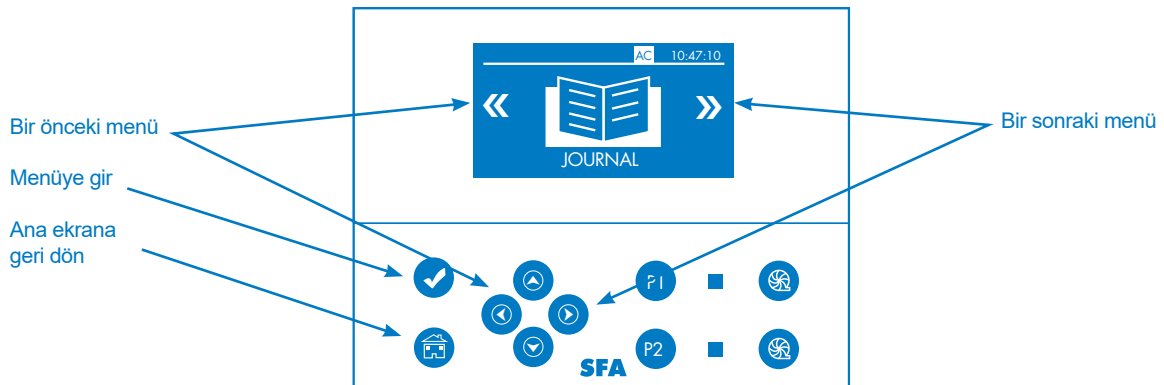 AC 10:47:10
JOURNAL
Bir önceki menü
Bir sonraki menü
Menüye gir
Ana ekrana
geri dön
P1
P2
SFA